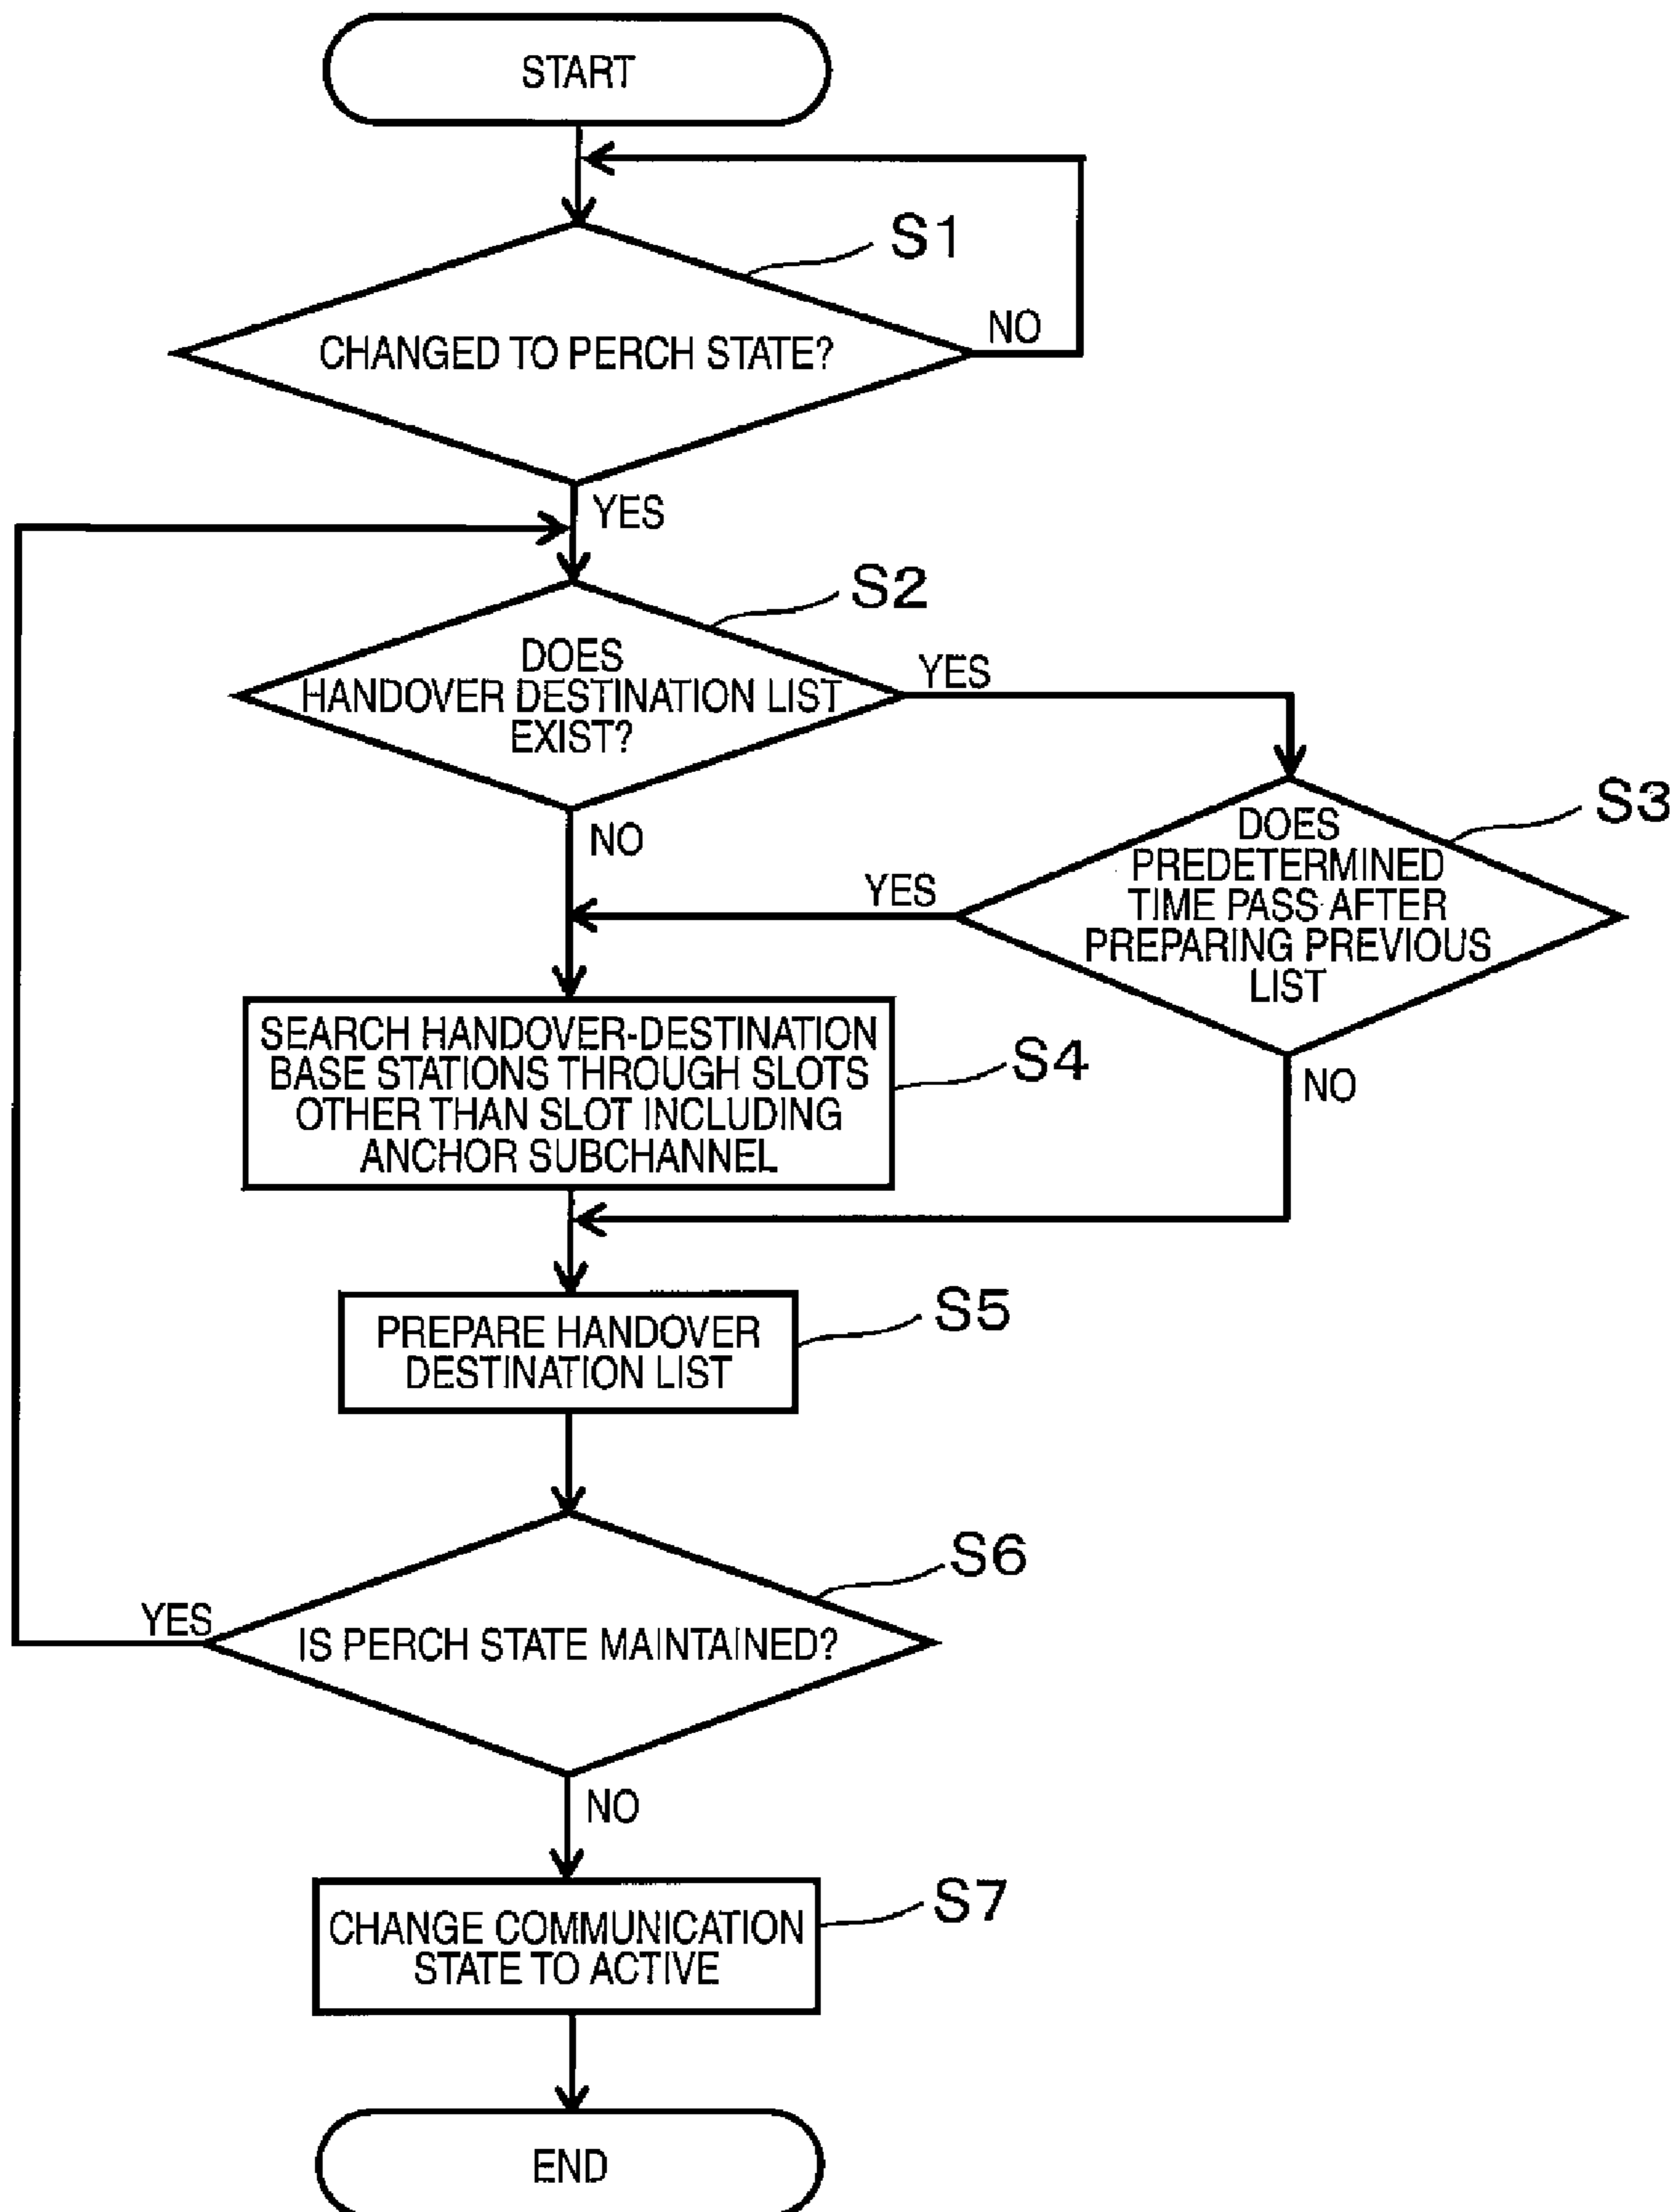 START
S1
CHANGED TO PERCH STATE?
NO
YES
S2
DOES
HANDOVER DESTINATION LIST
EXIST?
YES
NO
S3
DOES
PREDETERMINED
TIME PASS AFTER
PREPARING PREVIOUS
LIST
YES
NO
SEARCH HANDOVER-DESTINATION
BASE STATIONS THROUGH SLOTS
OTHER THAN SLOT INCLUDING
ANCHOR SUBCHANNEL
S4
PREPARE HANDOVER
DESTINATION LIST
S5
S6
YES
IS PERCH STATE MAINTAINED?
NO
CHANGE COMMUNICATION
STATE TO ACTIVE
S7
END